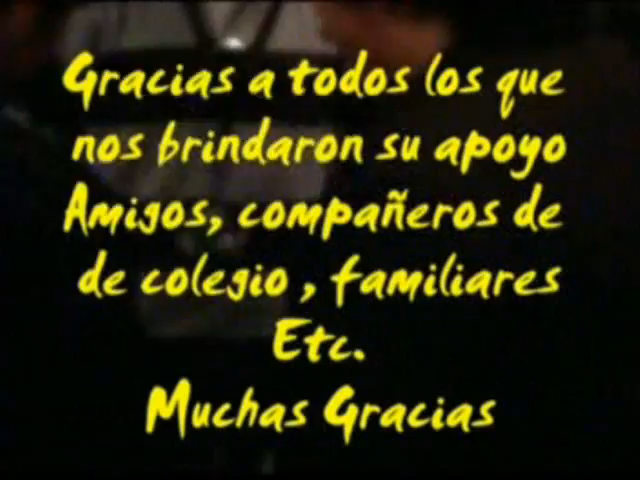 Gracias a todos los que
nos brindaron su apoyo
Amigos, compañeros de
de colegio , familiares
Etc.
Muchas Gracias